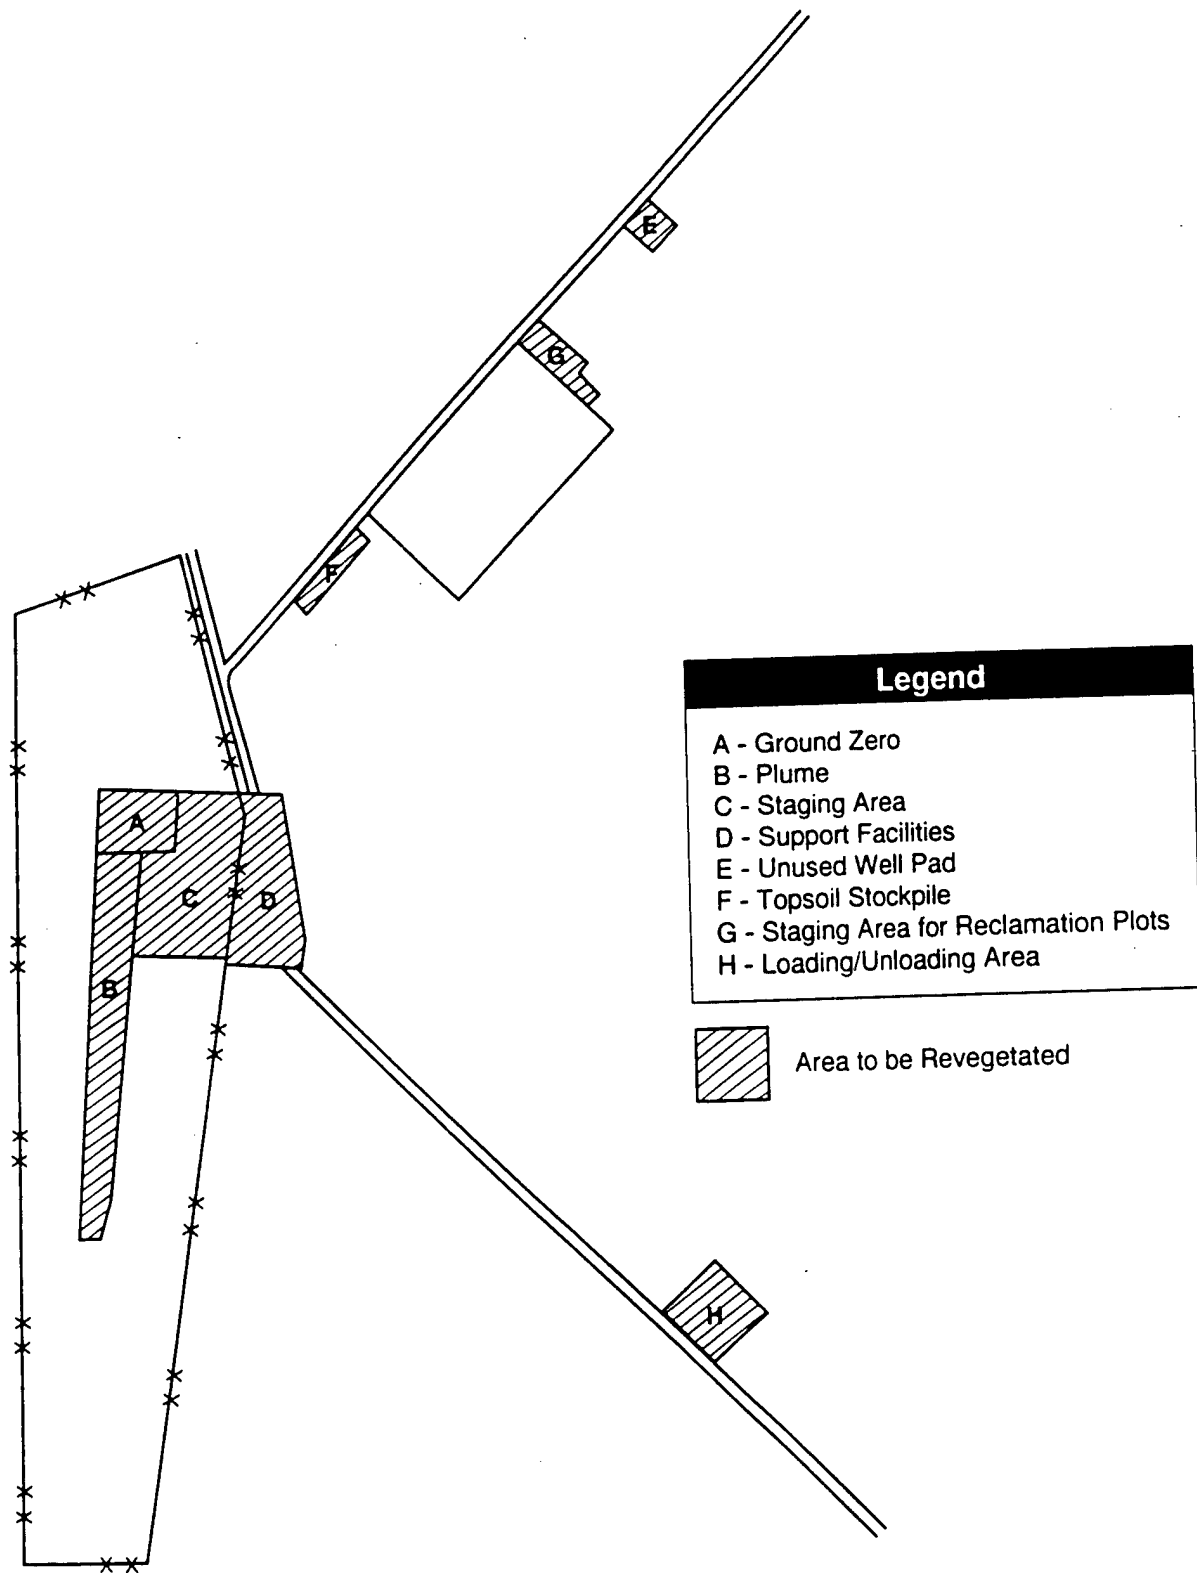 E
G
F
A
C
D
B
H
Legend
A - Ground Zero
B - Plume
C - Staging Area
D - Support Facilities
E - Unused Well Pad
F - Topsoil Stockpile
G - Staging Area for Reclamation Plots
H - Loading/Unloading Area
Area to be Revegetated